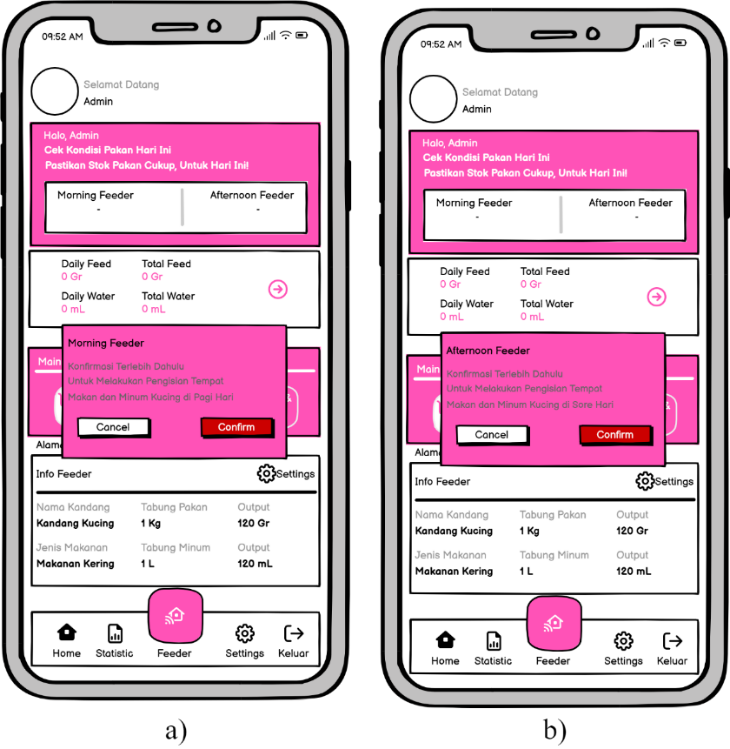 09:52 AM
Selamat Datang
Admin
Halo, Admin
Cek Kondisi Pakan Hari Ini
Pastikan Stok Pakan Cukup, Untuk Hari Ini!
Morning Feeder
-
Afternoon Feeder
-
Daily Feed
0 Gr
Total Feed
0 Gr
Daily Water
0 mL
Total Water
0 mL
Main
Morning Feeder
Konfirmasi Terlebih Dahulu
Untuk Melakukan Pengisian Tempat
Makan dan Minum Kucing di Pagi Hari
Cancel
Confirm
Alam
Info Feeder
Settings
Nama Kandang
Tabung Pakan
Output
Kandang Kucing
1 Kg
120 Gr
Jenis Makanan
Tabung Minum
Output
Makanan Kering
1 L
120 mL
Home
Statistic
Feeder
Settings
Keluar
a)
09:52 AM
Selamat Datang
Admin
Halo, Admin
Cek Kondisi Pakan Hari Ini
Pastikan Stok Pakan Cukup, Untuk Hari Ini!
Morning Feeder
-
Afternoon Feeder
-
Daily Feed
0 Gr
Total Feed
0 Gr
Daily Water
0 mL
Total Water
0 mL
Main
Afternoon Feeder
Konfirmasi Terlebih Dahulu
Untuk Melakukan Pengisian Tempat
Makan dan Minum Kucing di Sore Hari
Cancel
Confirm
Alam
Info Feeder
Settings
Nama Kandang
Tabung Pakan
Output
Kandang Kucing
1 Kg
120 Gr
Jenis Makanan
Tabung Minum
Output
Makanan Kering
1 L
120 mL
Home
Statistic
Feeder
Settings
Keluar
b)